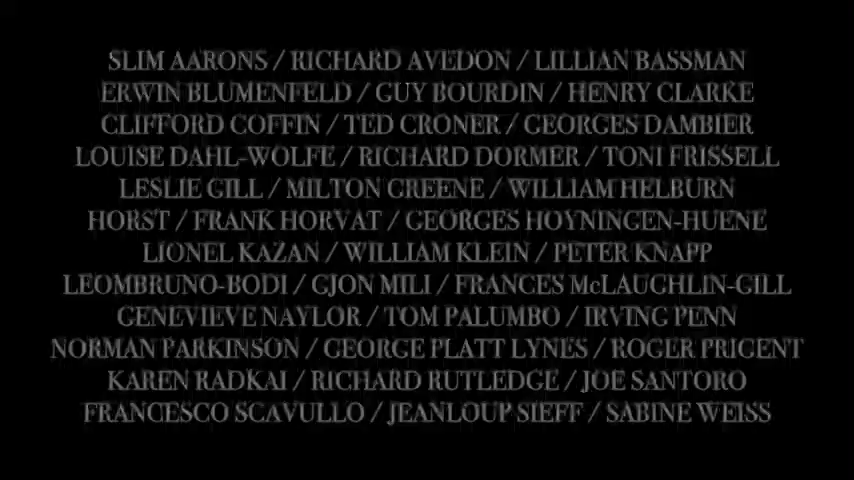 SLIM AARONS / RICHARD AVEDON / LILLIAN BASSMAN
ERWIN BLUMENFELD / GUY BOURDIN / HENRY CLARKE
CLIFFORD COFFIN / TED CRONER / GEORGES DAMBIER
LOUISE DAHL-WOLFE / RICHARD DORMER / TONI FRISSELL
LESLIE GILL / MILTON GREENE / WILLIAM HELBURN
HORST / FRANK HORVAT / GEORGES HOYNINGEN-HUENE
LIONEL KAZAN / WILLIAM KLEIN / PETER KNAPP
LEOMBRUNO-BODI / GJON MILI / FRANCES McLAUGHLIN-GILL
GENEVIEVE NAYLOR / TOM PALUMBO / IRVING PENN
NORMAN PARKINSON / GEORGE PLATT LYNES / ROGER PRIGENT
KAREN RADKAI / RICHARD RUTLEDGE / JOE SANTORO
FRANCESCO SCAVULLO / JEANLOUP SIEFF / SABINE WEISS